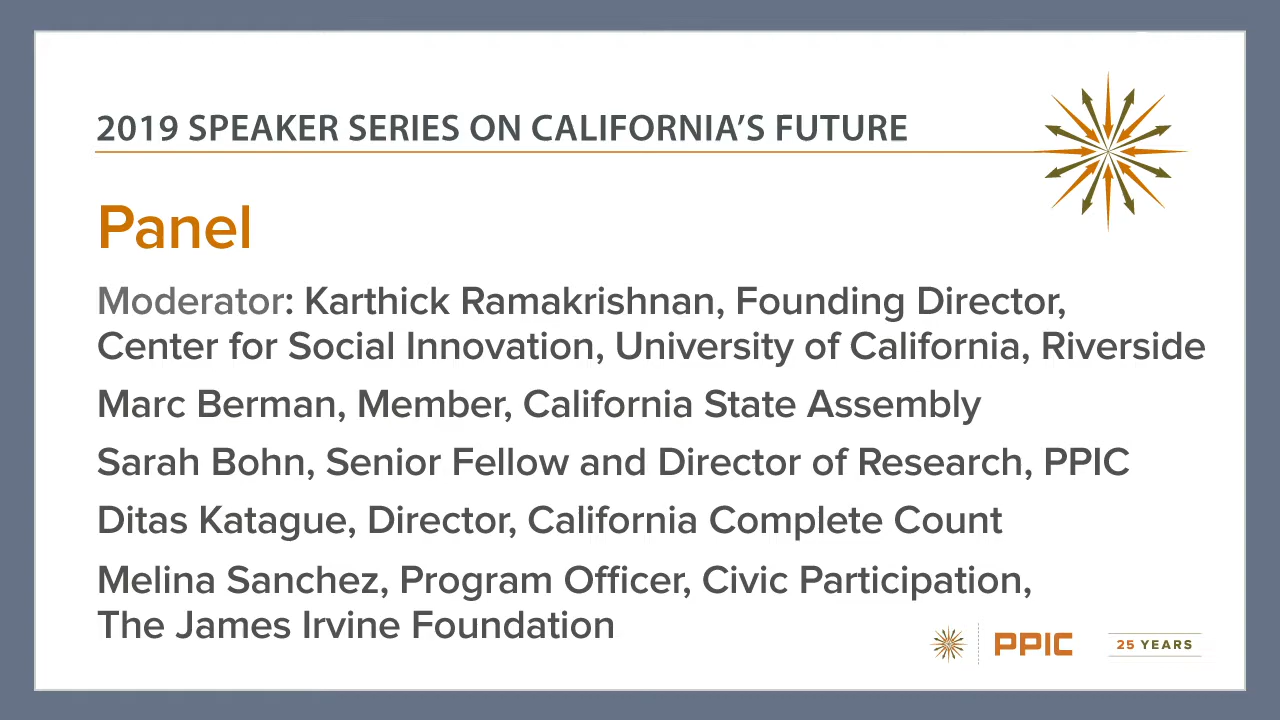 2019 SPEAKER SERIES ON CALIFORNIA’S FUTURE
Panel
Moderator: Karthick Ramakrishnan, Founding Director,
Center for Social Innovation, University of California, Riverside
Marc Berman, Member, California State Assembly
Sarah Bohn, Senior Fellow and Director of Research, PPIC
Ditas Katague, Director, California Complete Count
Melina Sanchez, Program Officer, Civic Participation,
The James Irvine Foundation
PPIC
25 YEARS